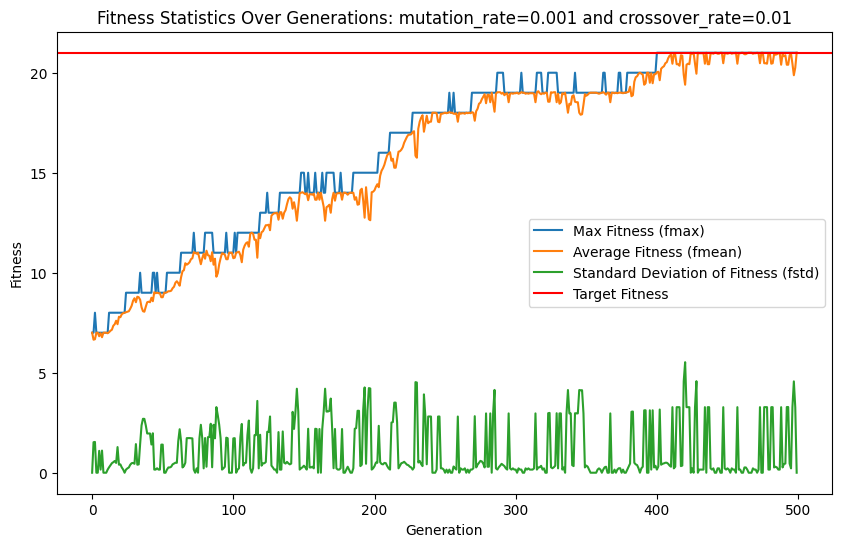 Fitness Statistics Over Generations: mutation_rate=0.001 and crossover_rate=0.01
Fitness
20
15
10
5
0
Max Fitness (fmax)
Average Fitness (fmean)
Standard Deviation of Fitness (fstd)
Target Fitness
0 100 200 300 400 500
Generation